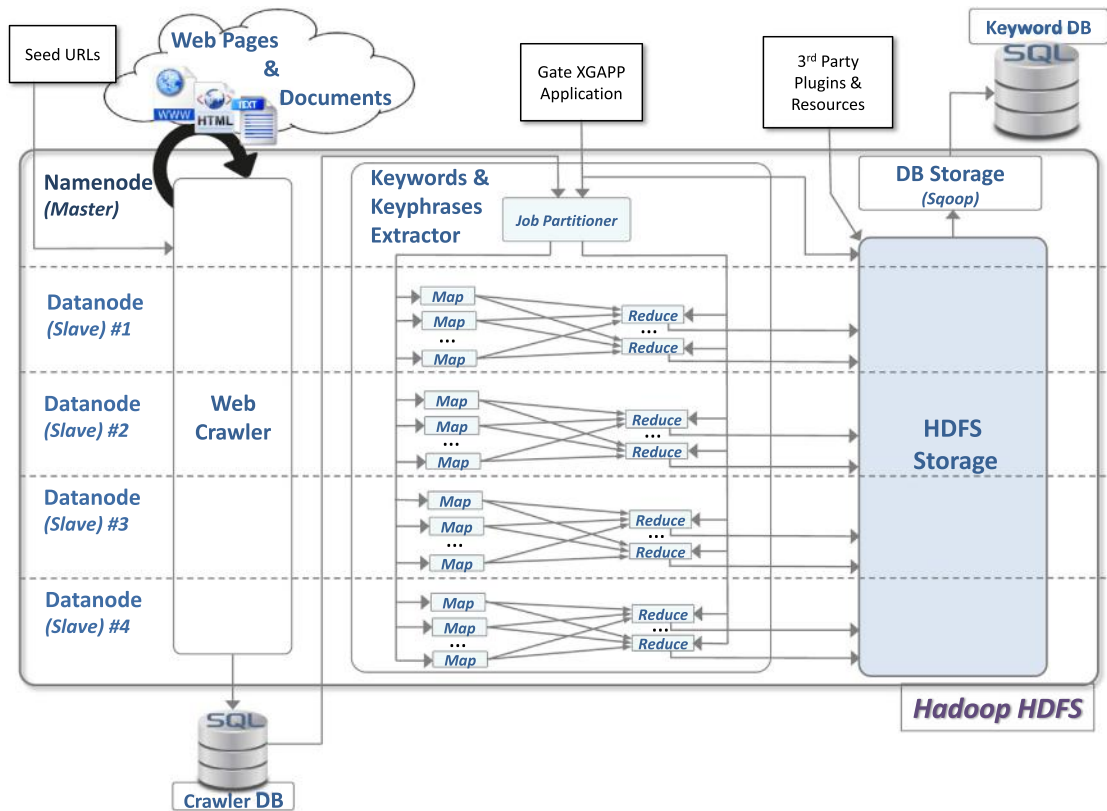 Seed URLs
Web Pages
&
Documents
WWW
HTML
TEXT
Gate XGAPP
Application
3rd Party
Plugins &
Resources
Keyword DB
SQL
DB Storage
(Sqoop)
Namenode
(Master)
Keywords &
Keyphrases
Extractor
Job Partitioner
Datanode
(Slave) #1
Map
Map
...
Map
Reduce
...
Reduce
Datanode
(Slave) #2
Web
Crawler
Map
Map
...
Map
Reduce
...
Reduce
HDFS
Storage
Datanode
(Slave) #3
Map
Map
...
Map
Reduce
...
Reduce
Datanode
(Slave) #4
Map
Map
...
Map
Reduce
...
Reduce
Hadoop HDFS
SQL
Crawler DB